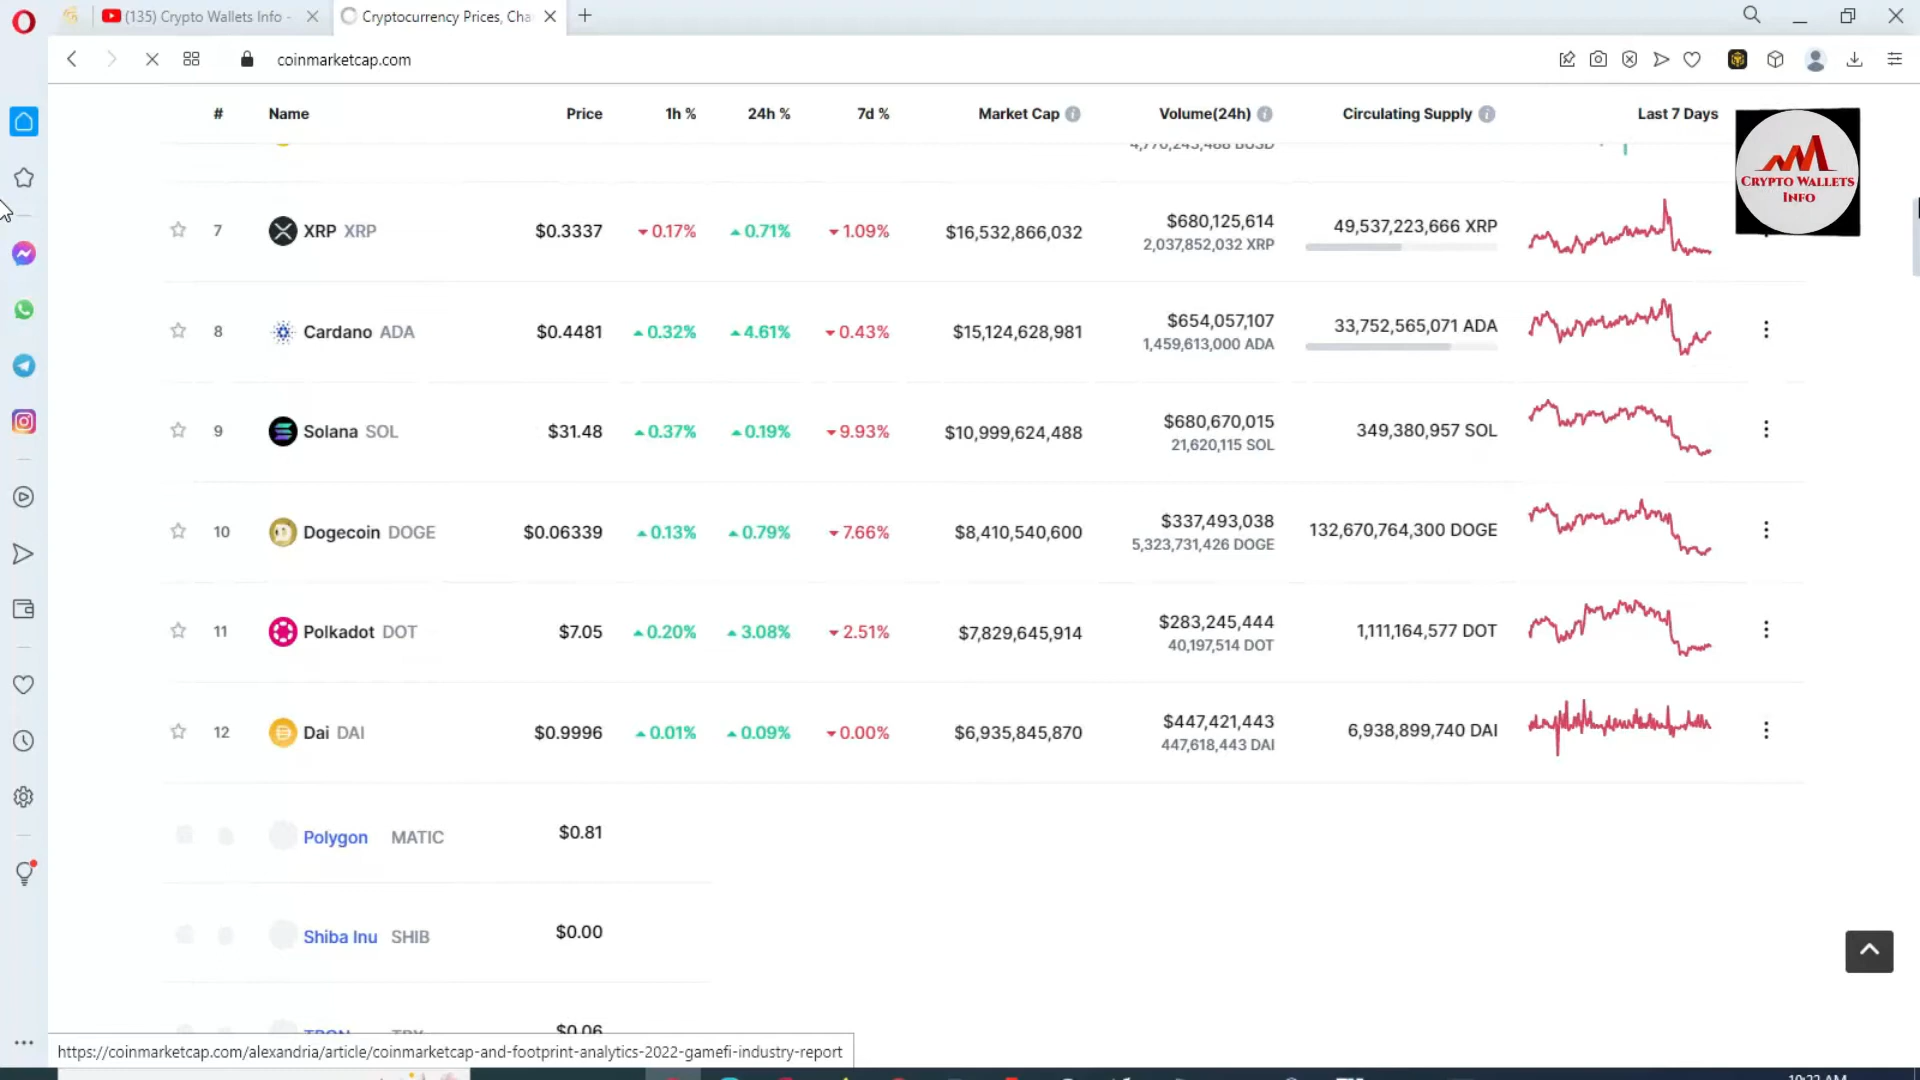 (135) Crypto Wallets Info -
Cryptocurrency Prices, Cha
coinmarketcap.com
# Name Price 1h % 24h % 7d % Market Cap Volume(24h) Circulating Supply Last 7 Days
4,770,243,488 BUSD
CRYPTO WALLETS
INFO
7 XRP XRP $0.3337 0.17% 0.71% 1.09% $16,532,866,032 $680,125,614 49,537,223,666 XRP
2,037,852,032 XRP
8 Cardano ADA $0.4481 0.32% 4.61% 0.43% $15,124,628,981 $654,057,107 33,752,565,071 ADA
1,459,613,000 ADA
9 Solana SOL $31.48 0.37% 0.19% 9.93% $10,999,624,488 $680,670,015 349,380,957 SOL
21,620,115 SOL
10 Dogecoin DOGE $0.06339 0.13% 0.79% 7.66% $8,410,540,600 $337,493,038 132,670,764,300 DOGE
5,323,731,426 DOGE
11 Polkadot DOT $7.05 0.20% 3.08% 2.51% $7,829,645,914 $283,245,444 1,111,164,577 DOT
40,197,514 DOT
12 Dai DAI $0.9996 0.01% 0.09% 0.00% $6,935,845,870 $447,421,443 6,938,899,740 DAI
447,618,443 DAI
Polygon MATIC $0.81
Shiba Inu SHIB $0.00
TRON TRX $0.06
https://coinmarketcap.com/alexandria/article/coinmarketcap-and-footprint-analytics-2022-gamefi-industry-report
10:22 AM